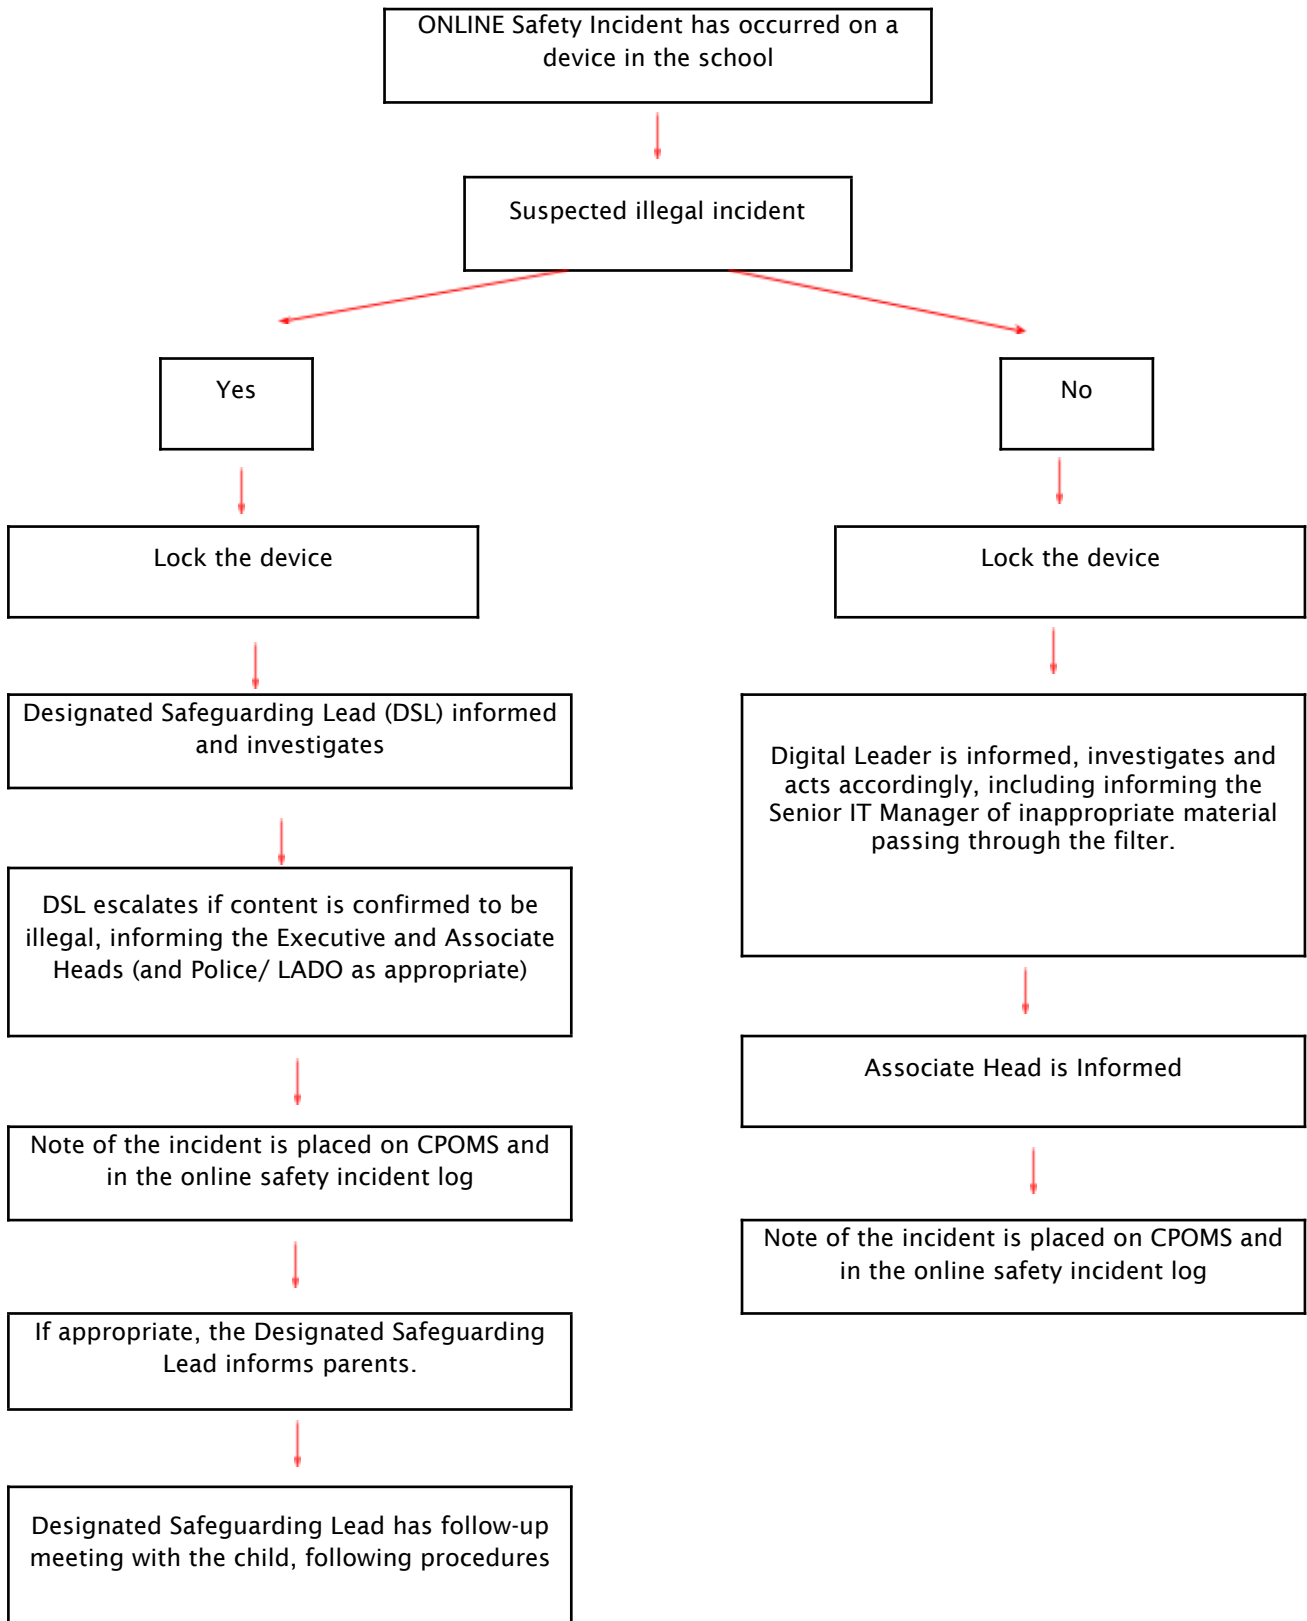 ONLINE Safety Incident has occurred on a
device in the school
Suspected illegal incident
Yes
No
Lock the device
Lock the device
Designated Safeguarding Lead (DSL) informed
and investigates
Digital Leader is informed, investigates and
acts accordingly, including informing the
Senior IT Manager of inappropriate material
passing through the filter.
DSL escalates if content is confirmed to be
illegal, informing the Executive and Associate
Heads (and Police/ LADO as appropriate)
Associate Head is Informed
Note of the incident is placed on CPOMS and
in the online safety incident log
Note of the incident is placed on CPOMS and
in the online safety incident log
If appropriate, the Designated Safeguarding
Lead informs parents.
Designated Safeguarding Lead has follow-up
meeting with the child, following procedures